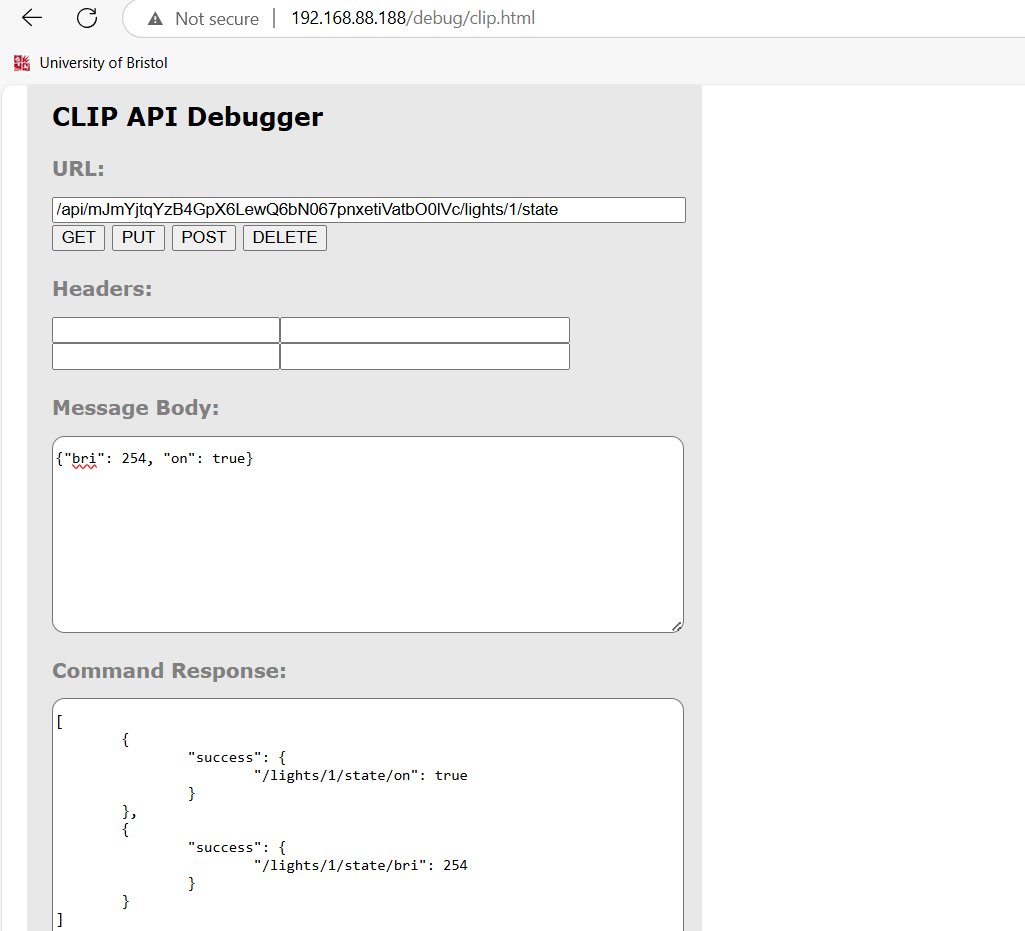 Not secure | 192.168.88.188/debug/clip.html
University of Bristol
CLIP API Debugger
URL:
/api/mJmYjtqYzB4GpX6LewQ6bN067pnxetiVatbO0lVc/lights/1/state
GET PUT POST DELETE
Headers:
Message Body:
{"bri": 254, "on": true}
Command Response:
[
{
"success": {
"/lights/1/state/on": true
}
},
{
"success": {
"/lights/1/state/bri": 254
}
}
]